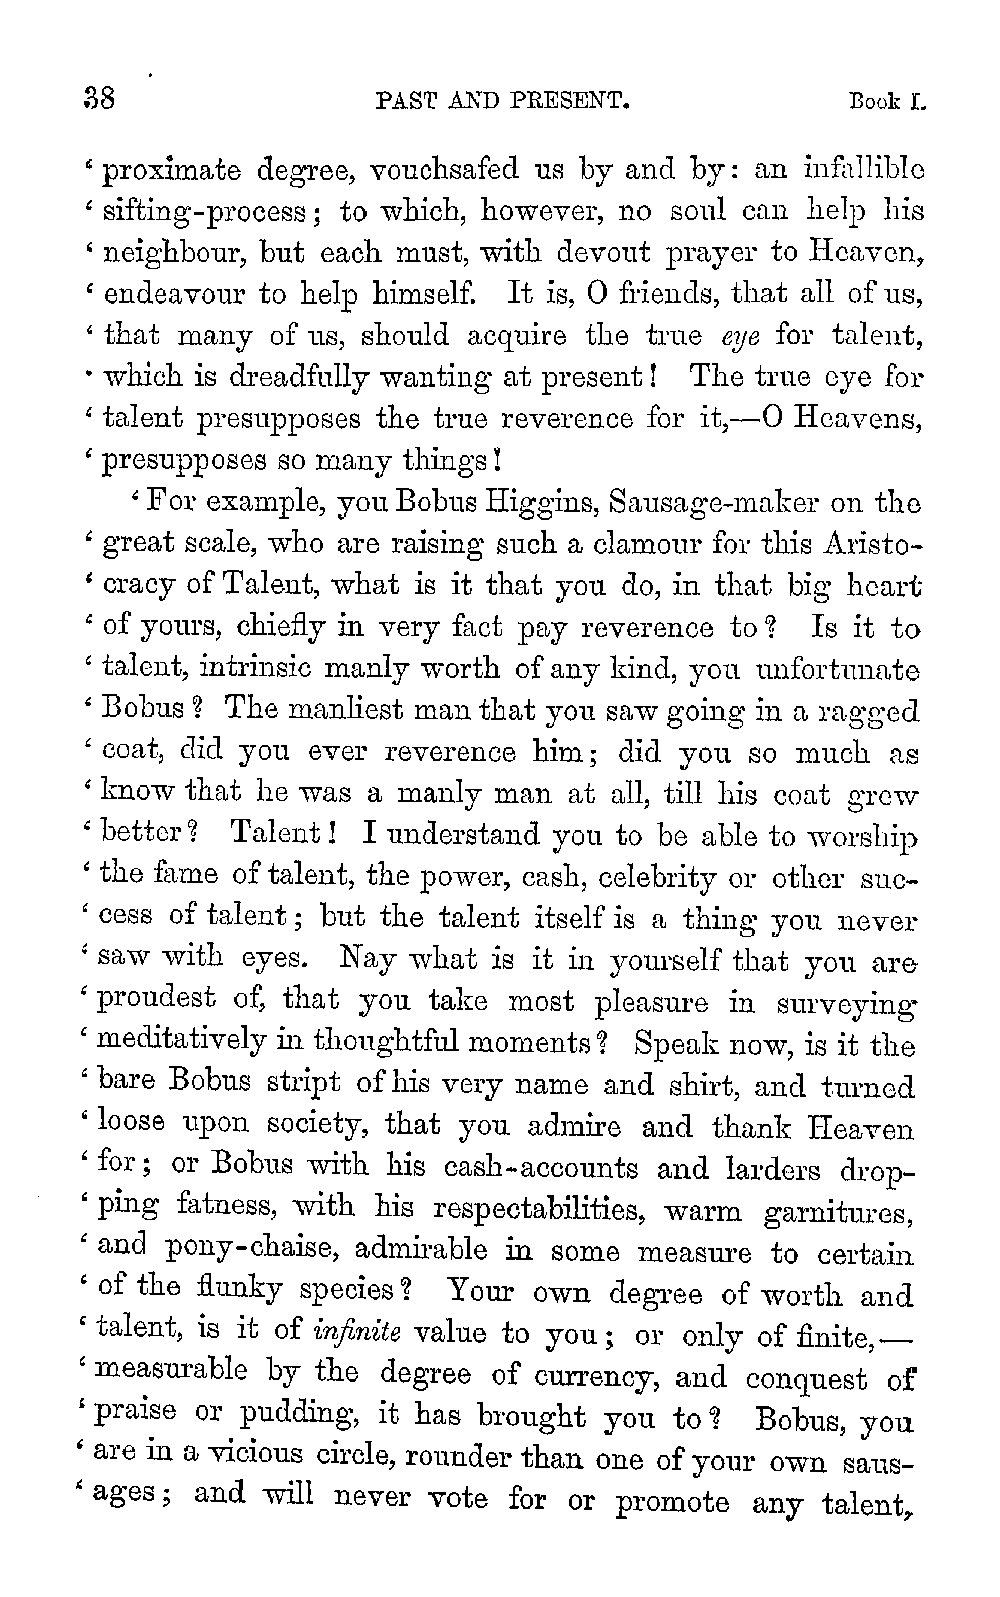 38 PAST AND PRESENT. Book I.
‘ proximate degree, vouchsafed us by and by: an infallible
‘ sifting-process; to which, however, no soul can help his
‘ neighbour, but each must, with devout prayer to Heaven,
‘ endeavour to help himself. It is, O friends, that all of us,
‘ that many of us, should acquire the true eye for talent,
‘ which is dreadfully wanting at present! The true eye for
‘ talent presupposes the true reverence for it,—O Heavens,
‘ presupposes so many things!
‘ For example, you Bobus Higgins, Sausage-maker on the
‘ great scale, who are raising such a clamour for this Aristo-
‘ cracy of Talent, what is it that you do, in that big heart
‘ of yours, chiefly in very fact pay reverence to? Is it to
‘ talent, intrinsic manly worth of any kind, you unfortunate
‘ Bobus? The manliest man that you saw going in a ragged
‘ coat, did you ever reverence him; did you so much as
‘ know that he was a manly man at all, till his coat grew
‘ better? Talent! I understand you to be able to worship
‘ the fame of talent, the power, cash, celebrity or other suc-
‘ cess of talent; but the talent itself is a thing you never
‘ saw with eyes. Nay what is it in yourself that you are
‘ proudest of, that you take most pleasure in surveying
‘ meditatively in thoughtful moments? Speak now, is it the
‘ bare Bobus stript of his very name and shirt, and turned
‘ loose upon society, that you admire and thank Heaven
‘ for; or Bobus with his cash-accounts and larders drop-
‘ ping fatness, with his respectabilities, warm garnitures,
‘ and pony-chaise, admirable in some measure to certain
‘ of the flunky species? Your own degree of worth and
‘ talent, is it of infinite value to you; or only of finite,—
‘ measurable by the degree of currency, and conquest of
‘ praise or pudding, it has brought you to? Bobus, you
‘ are in a vicious circle, rounder than one of your own saus-
‘ ages; and will never vote for or promote any talent,